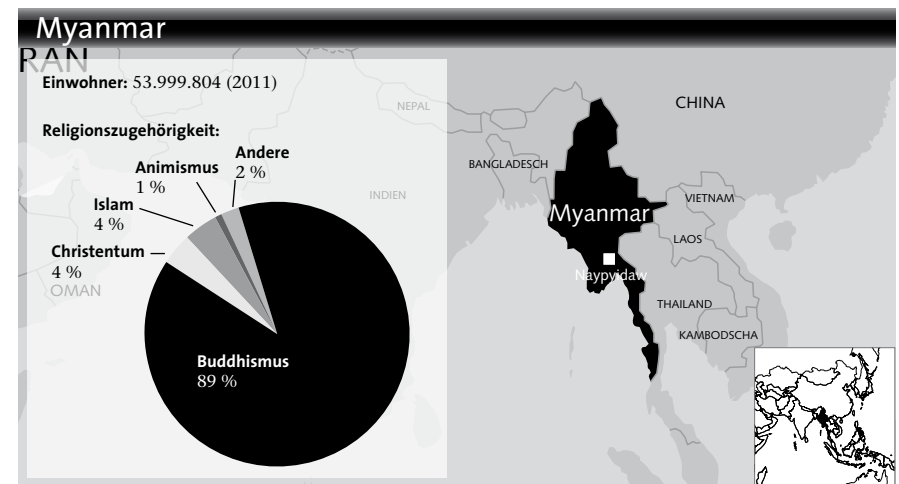 Myanmar
RAN
Einwohner: 53.999.804 (2011)
Religionszugehörigkeit:
Andere
2 %
Animismus
1 %
Islam
4 %
Christentum
4 %
OMAN
Buddhismus
89 %
NEPAL
INDIEN
CHINA
BANGLADESCH
Myanmar
VIETNAM
LAOS
Naypyidaw
THAILAND
KAMBODSCHA